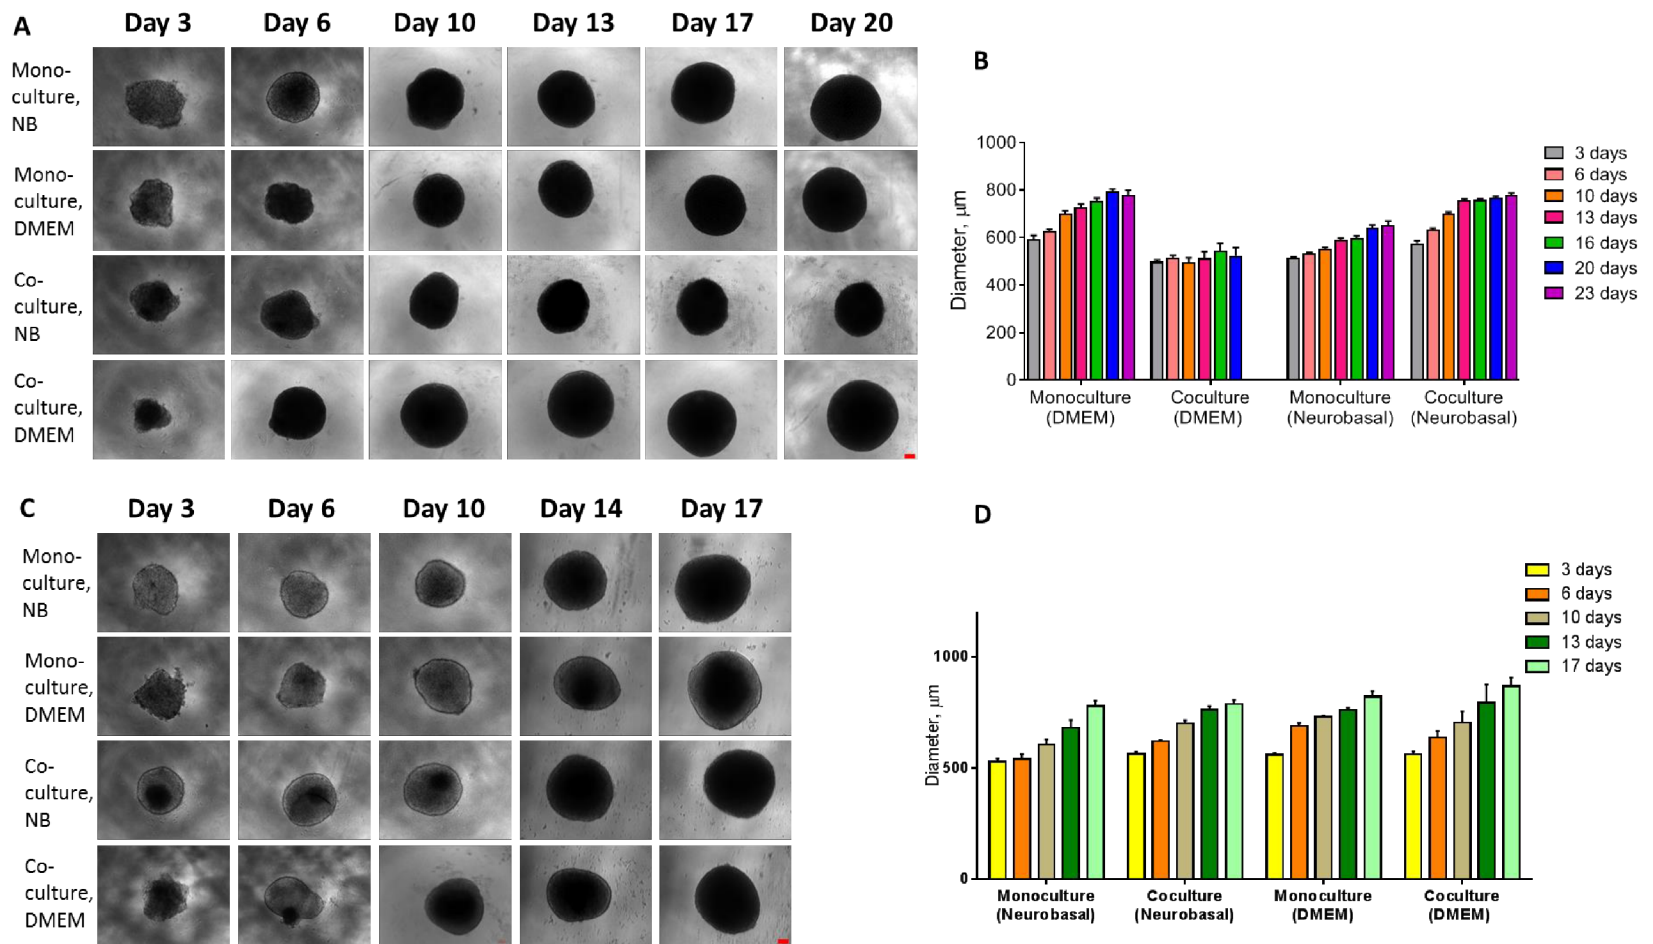 A
Day 3 Day 6 Day 10 Day 13 Day 17 Day 20
Mono-
culture,
NB
Mono-
culture,
DMEM
Co-
culture,
NB
Co-
culture,
DMEM
B
1000
800
600
400
200
0
Diameter, μm
Monoculture
(DMEM)
Coculture
(DMEM)
Monoculture
(Neurobasal)
Coculture
(Neurobasal)
3 days
6 days
10 days
13 days
16 days
20 days
23 days
C
Day 3 Day 6 Day 10 Day 14 Day 17
Mono-
culture,
NB
Mono-
culture,
DMEM
Co-
culture,
NB
Co-
culture,
DMEM
D
1000
500
0
Diameter, μm
Monoculture
(Neurobasal)
Coculture
(Neurobasal)
Monoculture
(DMEM)
Coculture
(DMEM)
3 days
6 days
10 days
13 days
17 days